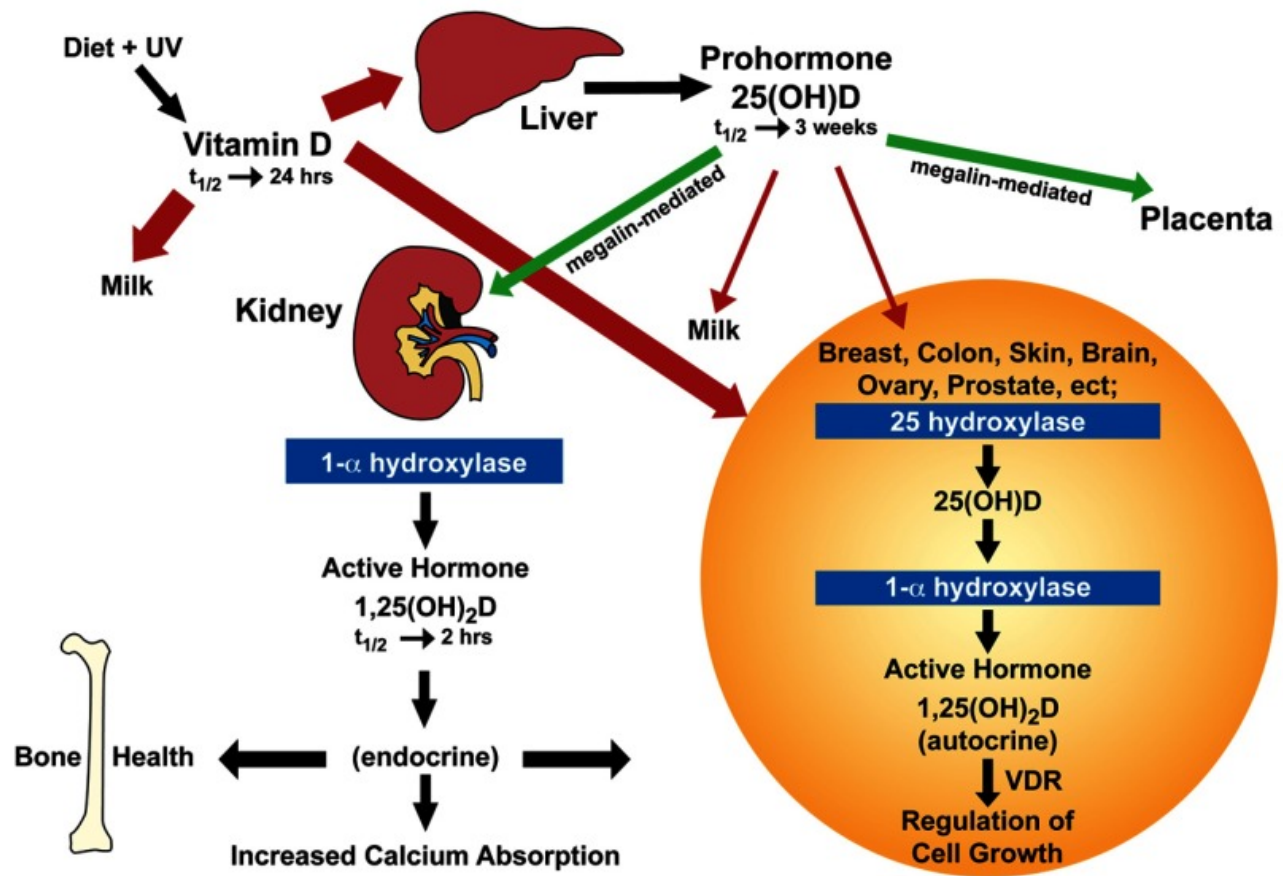 Diet + UV
Vitamin D
t1/2 → 24 hrs
Milk
Liver
Prohormone
25(OH)D
t1/2 → 3 weeks
megalin-mediated
megalin-mediated
Placenta
Milk
Kidney
1-α hydroxylase
Active Hormone
1,25(OH)2D
t1/2 → 2 hrs
(endocrine)
Bone Health
Increased Calcium Absorption
Breast, Colon, Skin, Brain,
Ovary, Prostate, ect;
25 hydroxylase
25(OH)D
1-α hydroxylase
Active Hormone
1,25(OH)2D
(autocrine)
VDR
Regulation of
Cell Growth